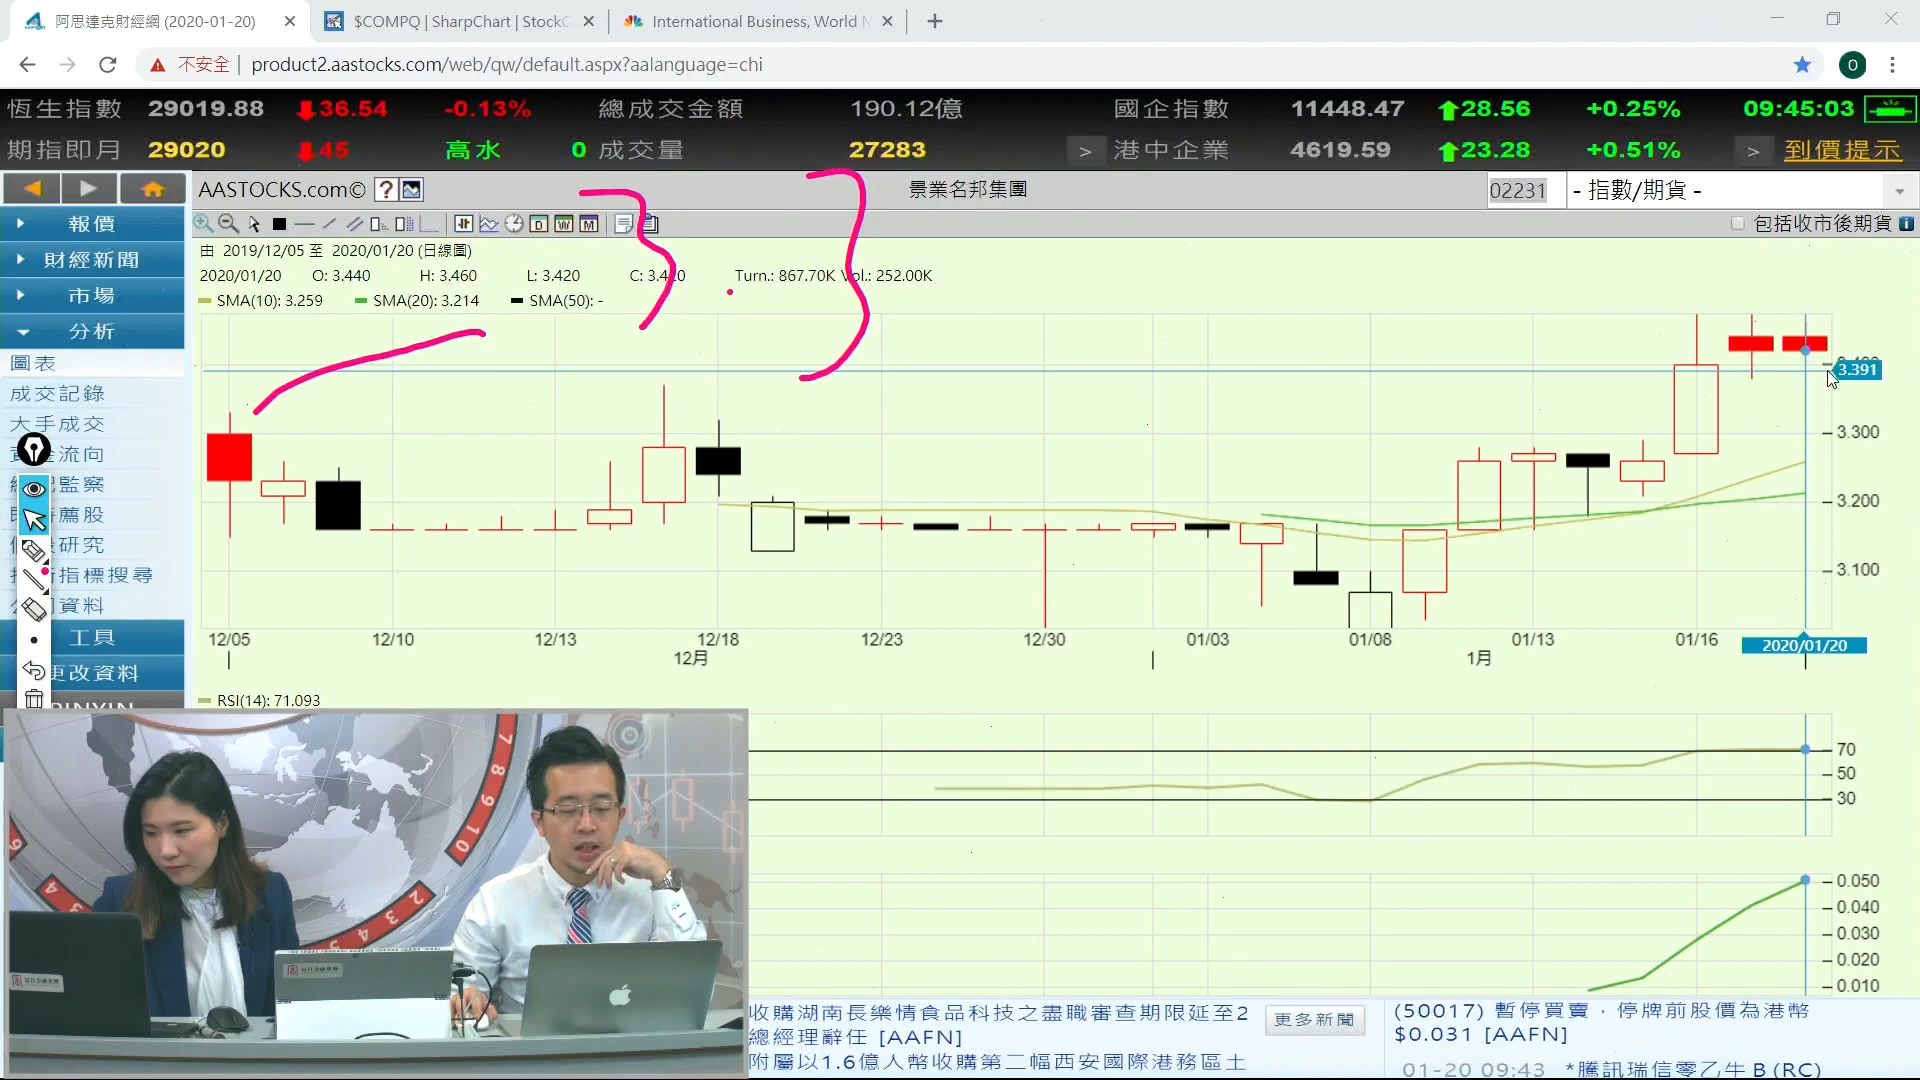 阿思達克財經網 (2020-01-20)
$COMPQ | SharpChart | StockC
International Business, World N
不安全
product2.aastocks.com/web/qw/default.aspx?aalanguage=chi
O
恆生指數 29019.88 36.54 -0.13% 總成交金額 190.12億 國企指數 11448.47 28.56 +0.25% 09:45:03
期指即月 29020 45 高水 0 成交量 27283 > 港中企業 4619.59 23.28 +0.51% > 到價提示
AASTOCKS.com© ? 景業名邦集團 02231 - 指數/期貨 -
D W M 包括收市後期貨 i
報價
財經新聞
市場
分析
圖表
成交記錄
大手成交
流向
監察
薦股
研究
指標搜尋
資料
工具
更改資料
由 2019/12/05 至 2020/01/20 (日線圖)
2020/01/20 O: 3.440 H: 3.460 L: 3.420 C: 3.420 Turn.: 867.70K Vol.: 252.00K
SMA(10): 3.259 SMA(20): 3.214 SMA(50): -
3.391
3.300
3.200
3.100
12/05 12/10 12/13 12/18 12/23 12/30 01/03 01/08 01/13 01/16 2020/01/20
12月 1月
RSI(14): 71.093
70
50
30
0.050
0.040
0.030
0.020
0.010
收購湖南長樂情食品科技之盡職審查期限延至2
總經理辭任 [AAFN]
附屬以1.6億人幣收購第二幅西安國際港務區土
更多新聞
(50017) 暫停買賣，停牌前股價為港幣
$0.031 [AAFN]
01-20 09:43 *騰訊瑞信零乙牛B(RC)